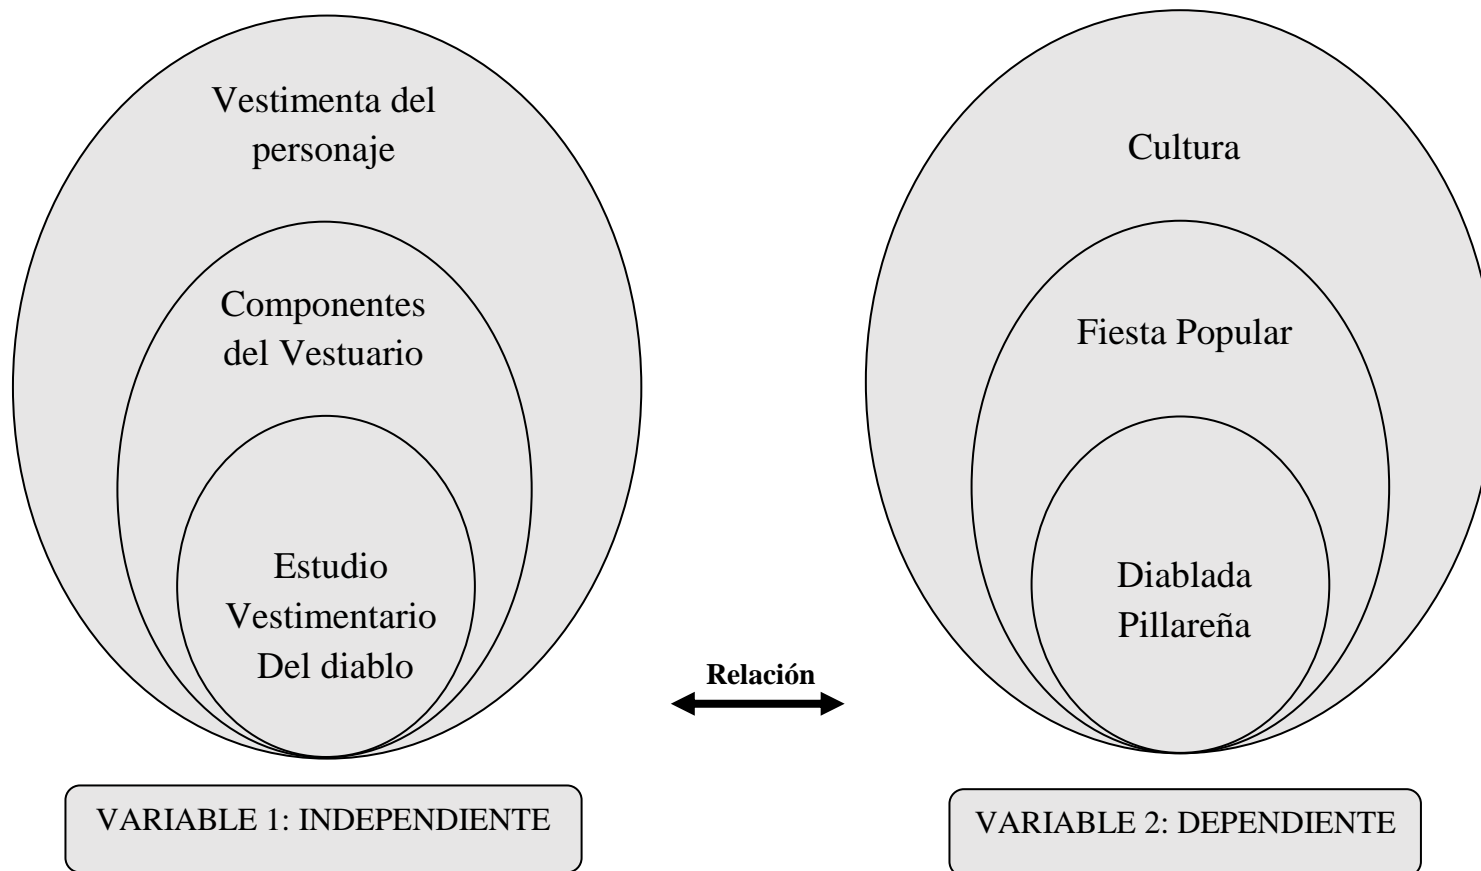 Vestimenta del
personaje
Componentes
del Vestuario
Estudio
Vestimentario
Del diablo
VARIABLE 1: INDEPENDIENTE
Relación
Cultura
Fiesta Popular
Diablada
Pillareña
VARIABLE 2: DEPENDIENTE